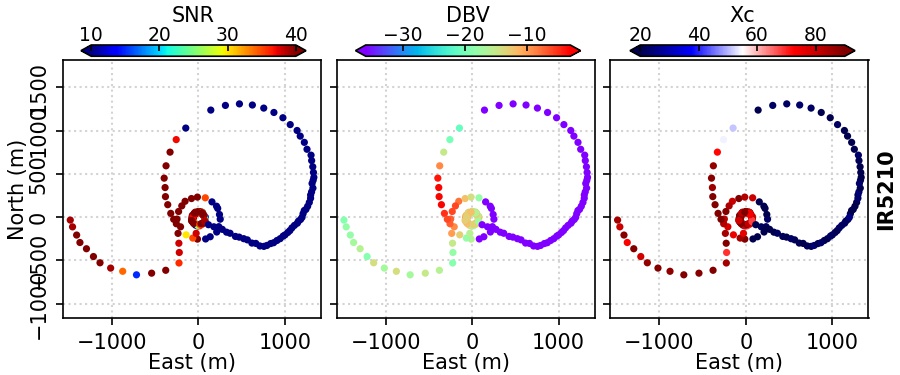 SNR
10 20 30 40
DBV
−30 −20 −10
Xc
20 40 60 80
North (m)
1500
1000
500
0
−500
−1000
−1000 0 1000
East (m)
−1000 0 1000
East (m)
−1000 0 1000
East (m)
IR5210